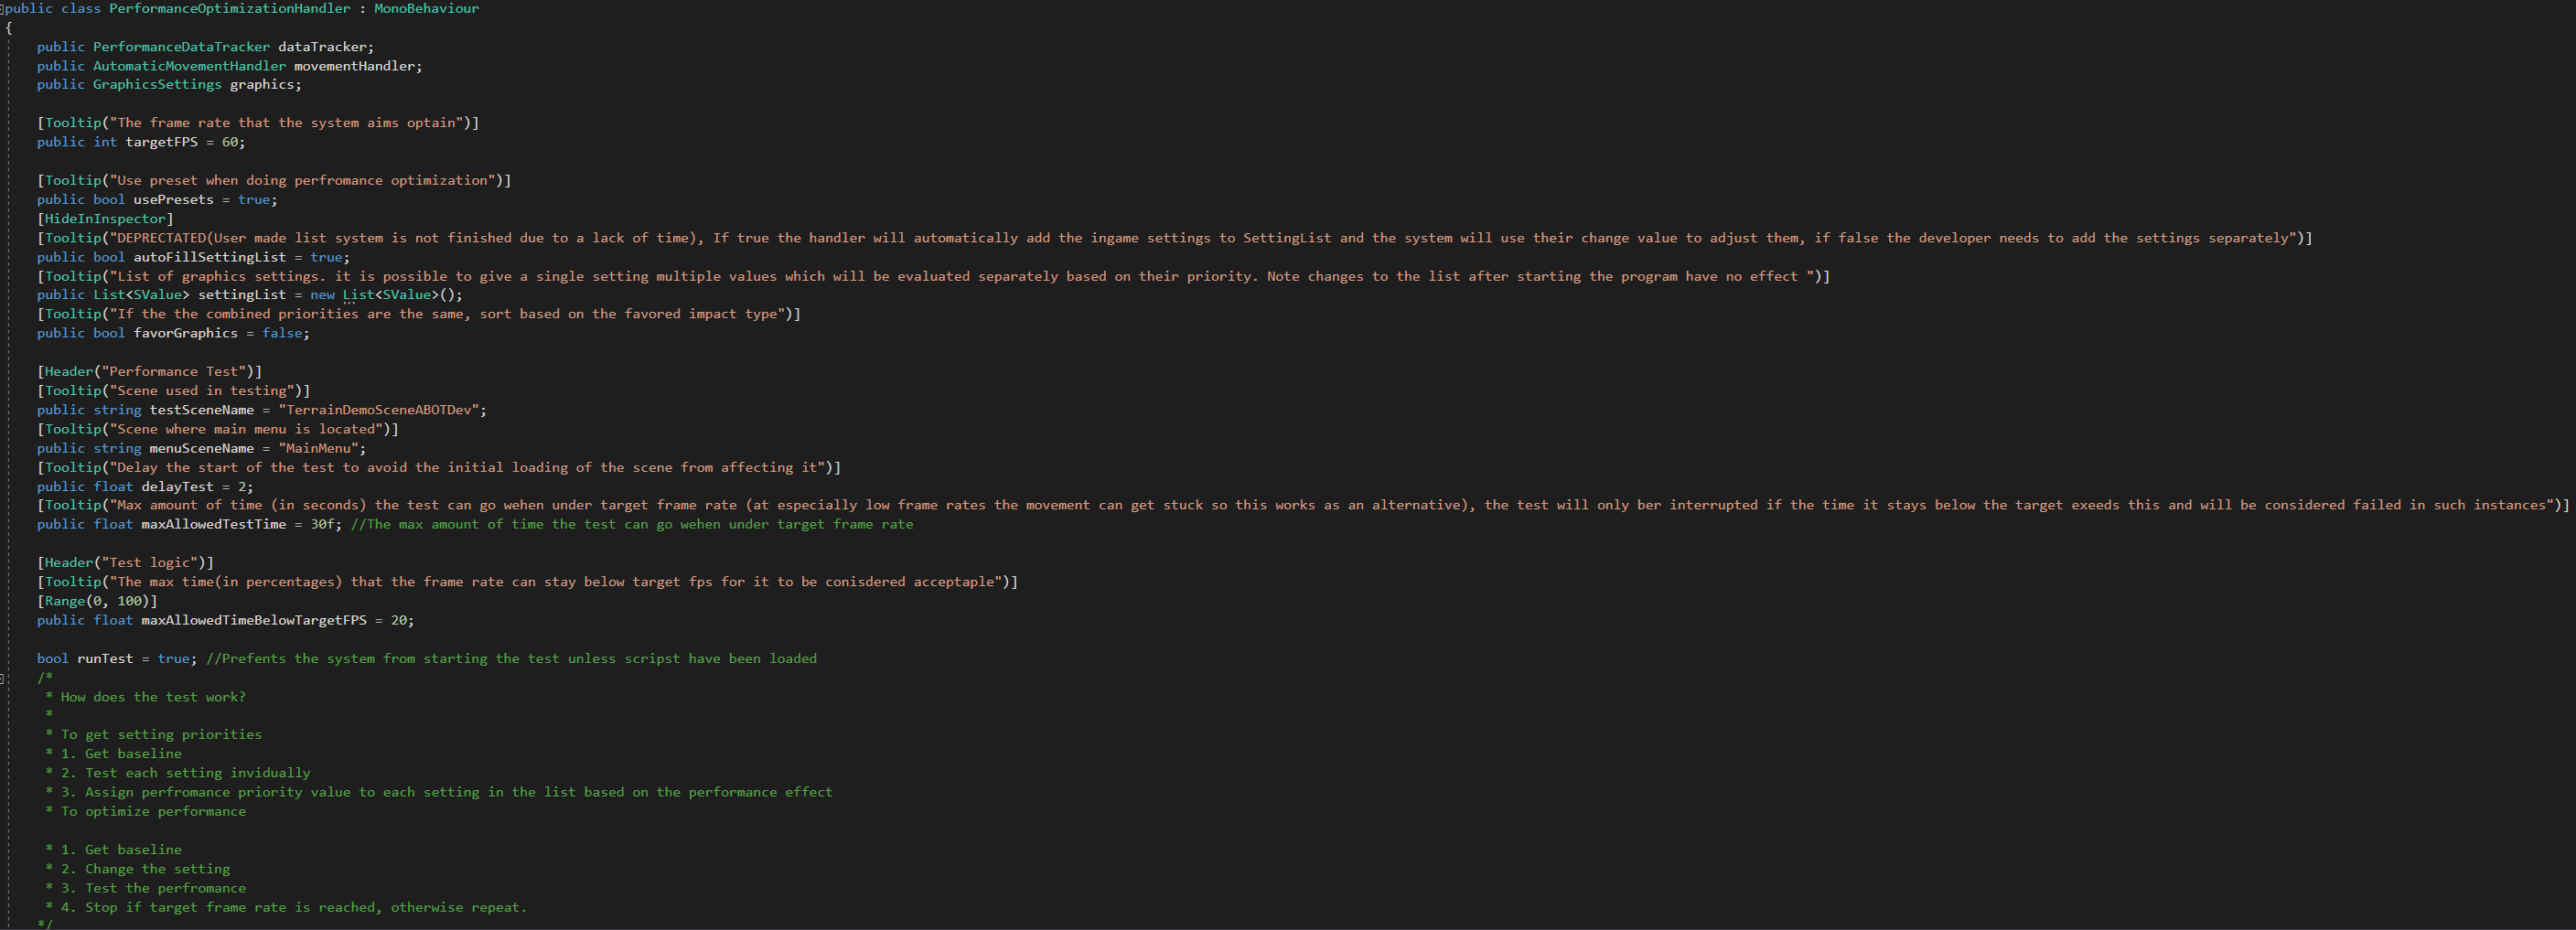 public class PerformanceOptimizationHandler : MonoBehaviour
{
public PerformanceDataTracker dataTracker;
public AutomaticMovementHandler movementHandler;
public GraphicsSettings graphics;
[Tooltip("The frame rate that the system aims optain")]
public int targetFPS = 60;
[Tooltip("Use preset when doing perfromance optimization")]
public bool usePresets = true;
[HideInInspector]
[Tooltip("DEPRECTATED(User made list system is not finished due to a lack of time), If true the handler will automatically add the ingame settings to SettingList and the system will use their change value to adjust them, if false the developer needs to add the settings separately")]
public bool autoFillSettingList = true;
[Tooltip("List of graphics settings. it is possible to give a single setting multiple values which will be evaluated separately based on their priority. Note changes to the list after starting the program have no effect ")]
public List<SValue> settingList = new List<SValue>();
[Tooltip("If the the combined priorities are the same, sort based on the favored impact type")]
public bool favorGraphics = false;
[Header("Performance Test")]
[Tooltip("Scene used in testing")]
public string testSceneName = "TerrainDemoSceneABOTDev";
[Tooltip("Scene where main menu is located")]
public string menuSceneName = "MainMenu";
[Tooltip("Delay the start of the test to avoid the initial loading of the scene from affecting it")]
public float delayTest = 2;
[Tooltip("Max amount of time (in seconds) the test can go wehen under target frame rate (at especially low frame rates the movement can get stuck so this works as an alternative), the test will only ber interrupted if the time it stays below the target exeeds this and will be considered failed in such instances")]
public float maxAllowedTestTime = 30f; //The max amount of time the test can go wehen under target frame rate
[Header("Test logic")]
[Tooltip("The max time(in percentages) that the frame rate can stay below target fps for it to be conisdered acceptaple")]
[Range(0, 100)]
public float maxAllowedTimeBelowTargetFPS = 20;
bool runTest = true; //Prefents the system from starting the test unless scripst have been loaded
/*
* How does the test work?
*
* To get setting priorities
* 1. Get baseline
* 2. Test each setting invidually
* 3. Assign perfromance priority value to each setting in the list based on the performance effect
* To optimize performance
* 1. Get baseline
* 2. Change the setting
* 3. Test the perfromance
* 4. Stop if target frame rate is reached, otherwise repeat.
*/